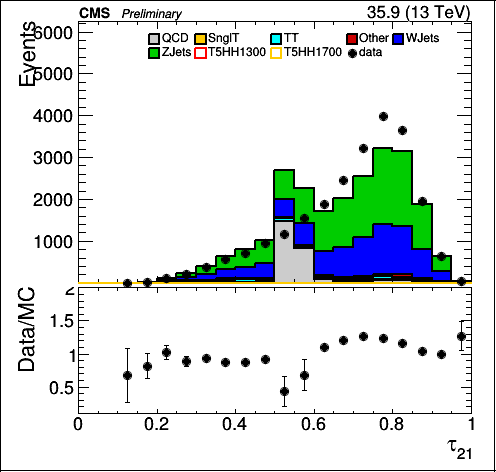 CMS Preliminary 35.9 (13 TeV)
Events
6000
5000
4000
3000
2000
1000
QCD SnglT TT Other WJets
ZJets T5HH1300 T5HH1700 data
Data/MC
2
1.5
1
0.5
0 0.2 0.4 0.6 0.8 1
τ21